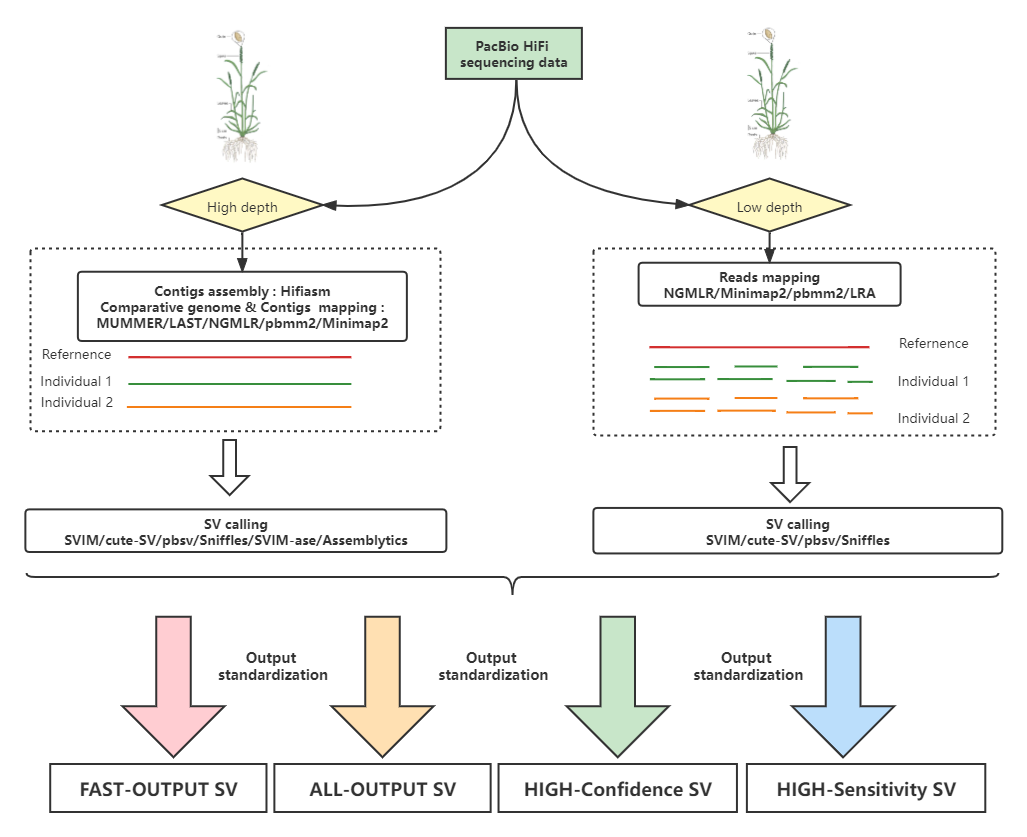 PacBio HiFi
sequencing data
High depth
Low depth
Contigs assembly : Hifiasm
Comparative genome & Contigs mapping :
MUMMER/LAST/NGMLR/pbmm2/Minimap2
Refernence
Individual 1
Individual 2
Reads mapping
NGMLR/Minimap2/pbmm2/LRA
Refernence
Individual 1
Individual 2
SV calling
SVIM/cute-SV/pbsv/Sniffles/SVIM-ase/Assemblytics
SV calling
SVIM/cute-SV/pbsv/Sniffles
Output
standardization
Output
standardization
Output
standardization
FAST-OUTPUT SV
ALL-OUTPUT SV
HIGH-Confidence SV
HIGH-Sensitivity SV